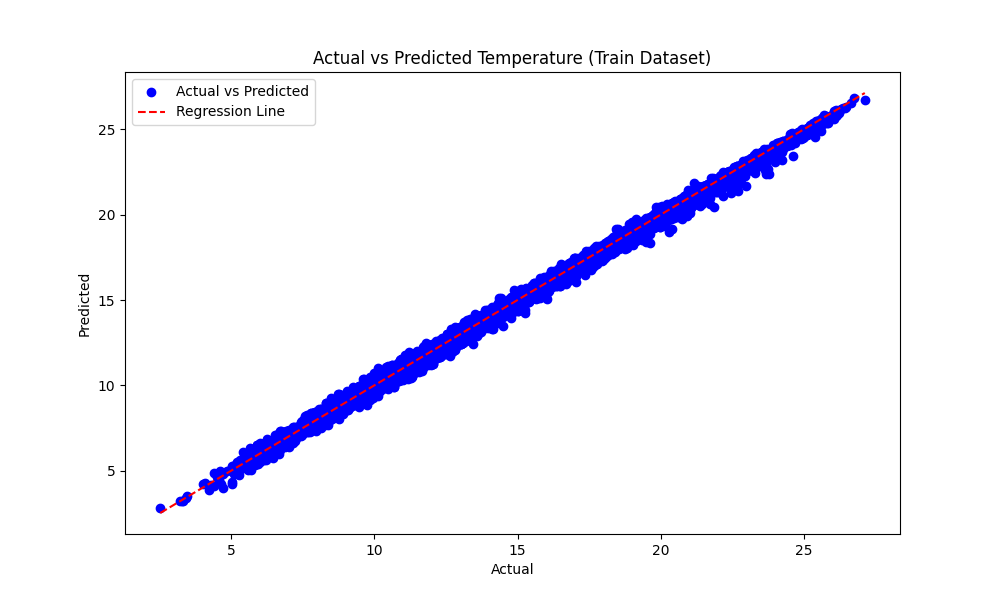 Actual vs Predicted Temperature (Train Dataset)
Actual vs Predicted
Regression Line
25
20
15
10
5
Predicted
5 10 15 20 25
Actual